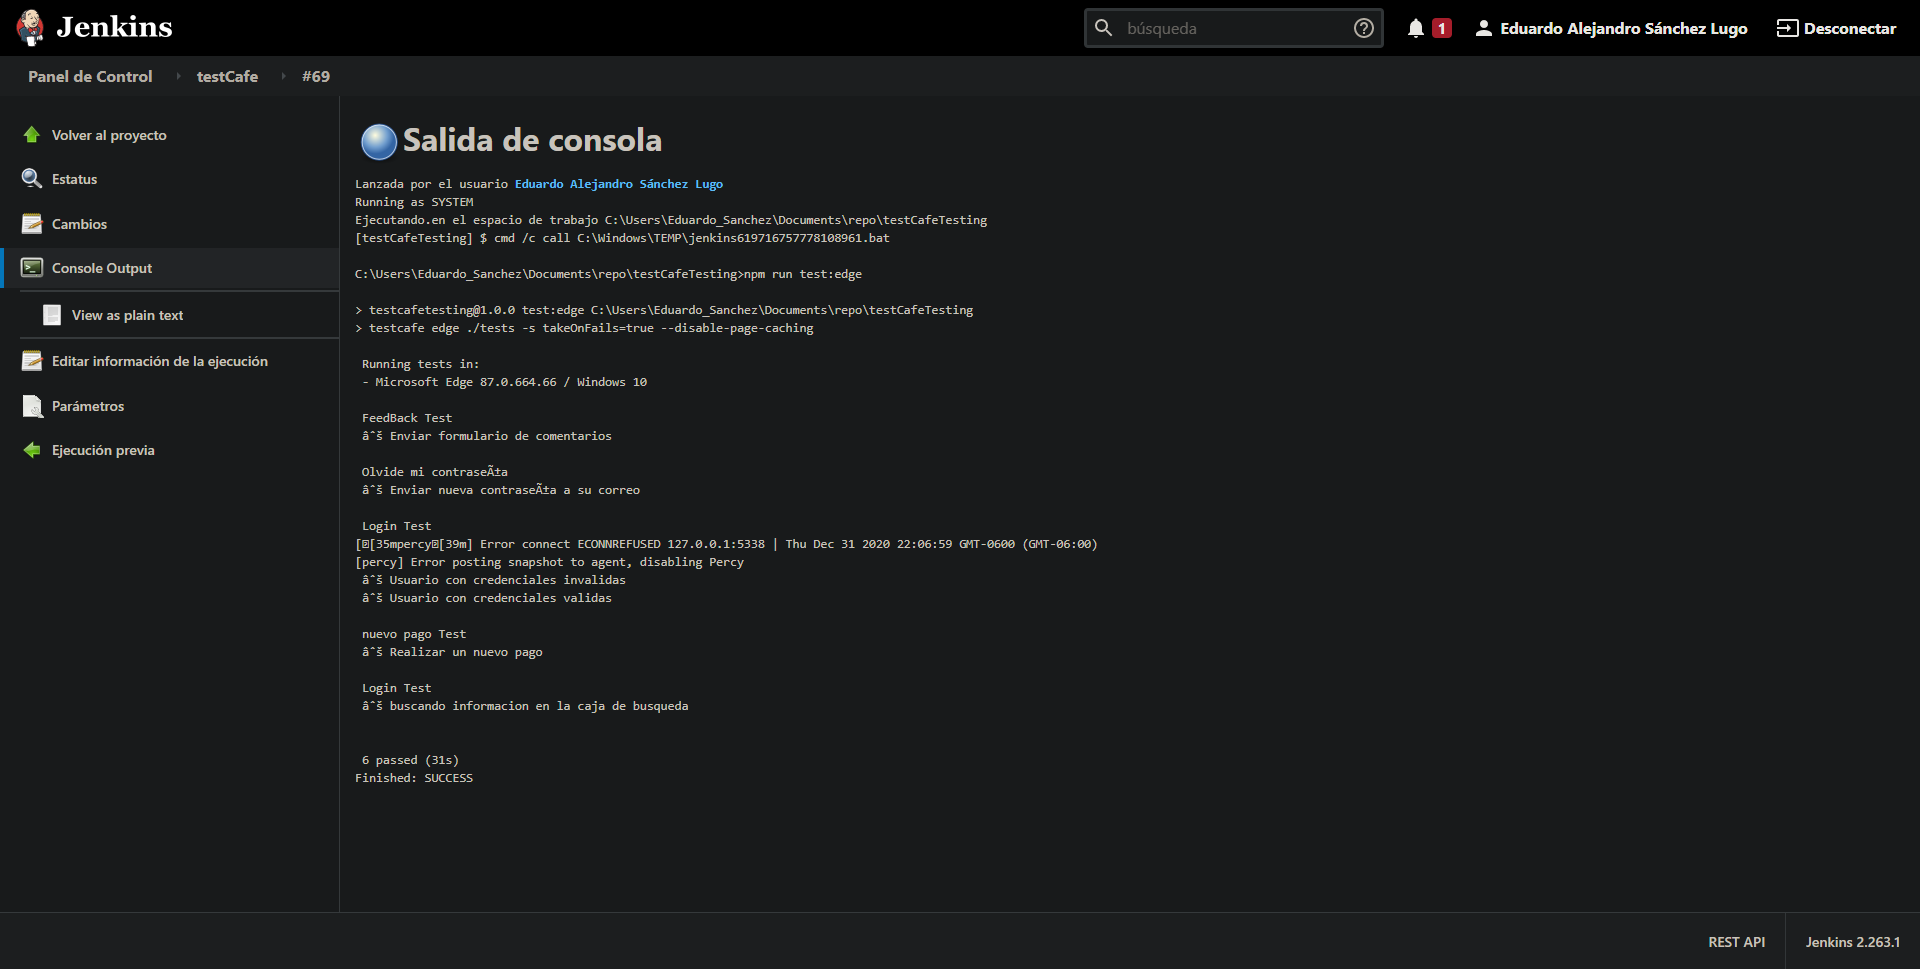 Jenkins
búsqueda
1
Eduardo Alejandro Sánchez Lugo
Desconectar
Panel de Control
testCafe
#69
Volver al proyecto
Estatus
Cambios
Console Output
View as plain text
Editar información de la ejecución
Parámetros
Ejecución previa
Salida de consola
Lanzada por el usuario Eduardo Alejandro Sánchez Lugo
Running as SYSTEM
Ejecutando.en el espacio de trabajo C:\Users\Eduardo_Sanchez\Documents\repo\testCafeTesting
[testCafeTesting] $ cmd /c call C:\Windows\TEMP\jenkins619716757778108961.bat
C:\Users\Eduardo_Sanchez\Documents\repo\testCafeTesting>npm run test:edge
> testcafetesting@1.0.0 test:edge C:\Users\Eduardo_Sanchez\Documents\repo\testCafeTesting
> testcafe edge ./tests -s takeOnFails=true --disable-page-caching
Running tests in:
- Microsoft Edge 87.0.664.66 / Windows 10
FeedBack Test
âˆš Enviar formulario de comentarios
Olvide mi contraseÃ±a
âˆš Enviar nueva contraseÃ±a a su correo
Login Test
[␛[35mpercy␛[39m] Error connect ECONNREFUSED 127.0.0.1:5338 | Thu Dec 31 2020 22:06:59 GMT-0600 (GMT-06:00)
[percy] Error posting snapshot to agent, disabling Percy
âˆš Usuario con credenciales invalidas
âˆš Usuario con credenciales validas
nuevo pago Test
âˆš Realizar un nuevo pago
Login Test
âˆš buscando informacion en la caja de busqueda
6 passed (31s)
Finished: SUCCESS
REST API
Jenkins 2.263.1